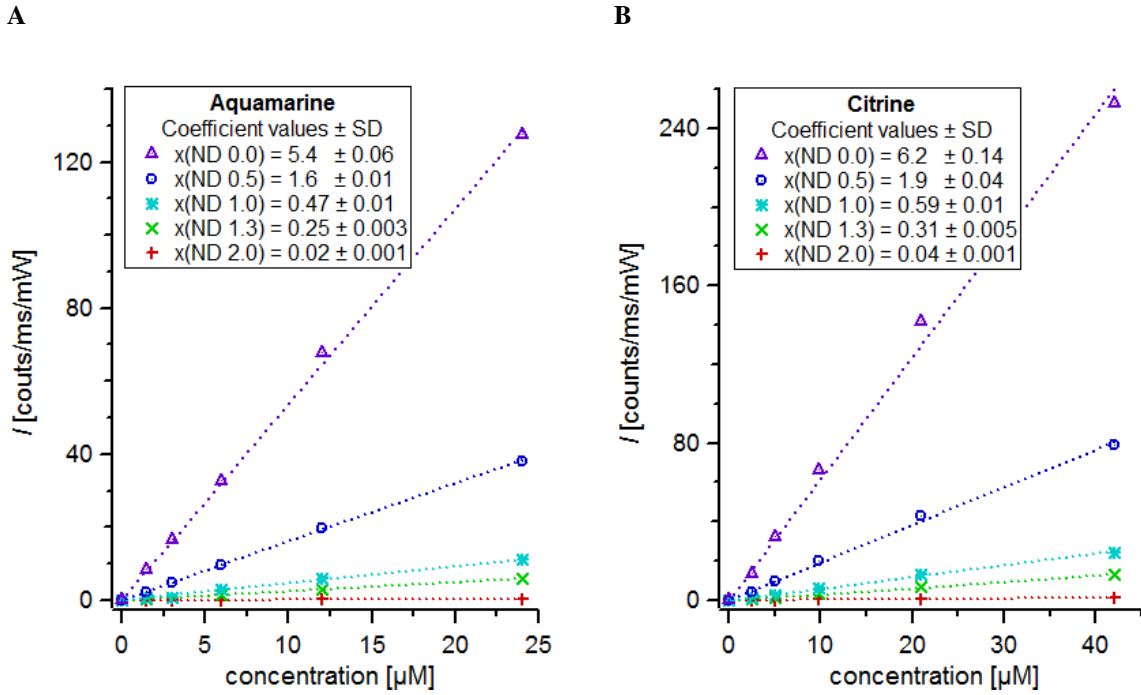 A
Aquamarine
Coefficient values ± SD
x(ND 0.0) = 5.4 ± 0.06
x(ND 0.5) = 1.6 ± 0.01
x(ND 1.0) = 0.47 ± 0.01
x(ND 1.3) = 0.25 ± 0.003
x(ND 2.0) = 0.02 ± 0.001
120
80
40
0
I [couts/ms/mW]
0 5 10 15 20 25
concentration [µM]
B
Citrine
Coefficient values ± SD
x(ND 0.0) = 6.2 ± 0.14
x(ND 0.5) = 1.9 ± 0.04
x(ND 1.0) = 0.59 ± 0.01
x(ND 1.3) = 0.31 ± 0.005
x(ND 2.0) = 0.04 ± 0.001
240
160
80
0
I [counts/ms/mW]
0 10 20 30 40
concentration [µM]